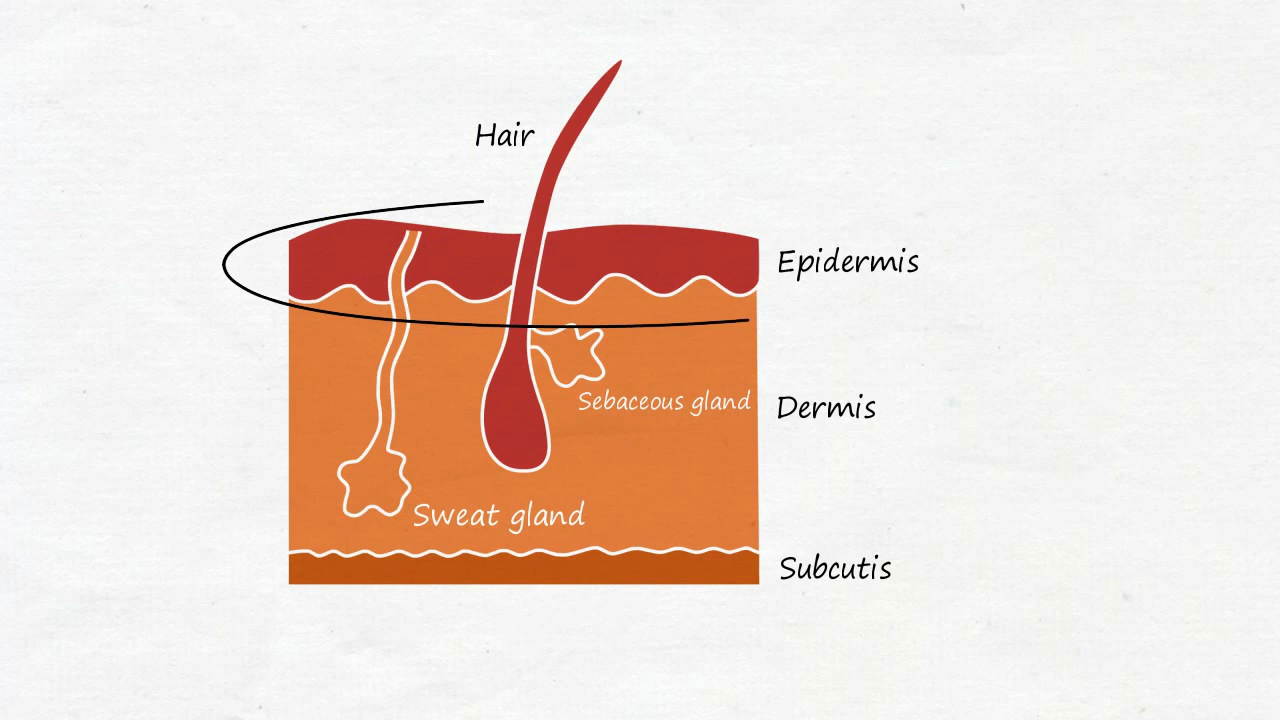 Hair
Epidermis
Sebaceous gland
Dermis
Sweat gland
Subcutis